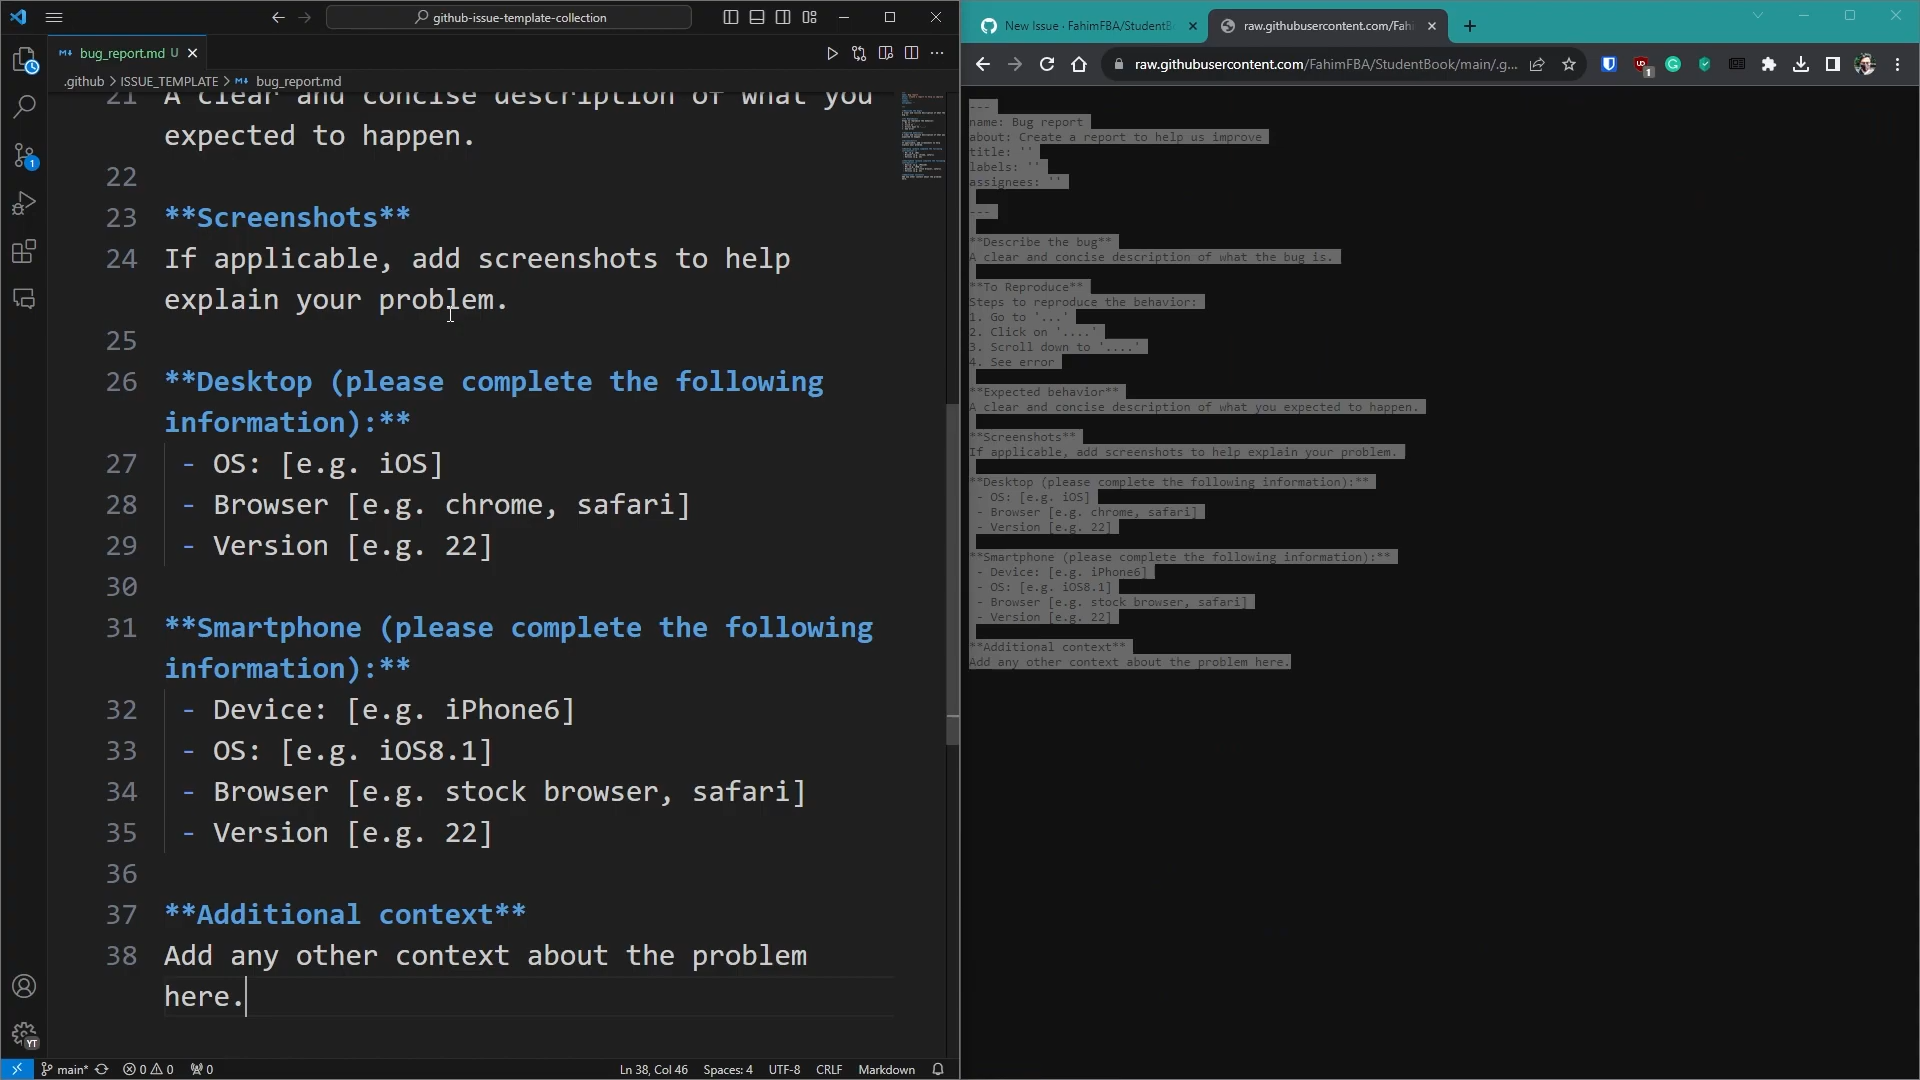 github-issue-template-collection
bug_report.md U
.github > ISSUE_TEMPLATE > bug_report.md
21 A clear and concise description of what you
expected to happen.
22
23 **Screenshots**
24 If applicable, add screenshots to help
explain your problem.
25
26 **Desktop (please complete the following
information):**
27 - OS: [e.g. iOS]
28 - Browser [e.g. chrome, safari]
29 - Version [e.g. 22]
30
31 **Smartphone (please complete the following
information):**
32 - Device: [e.g. iPhone6]
33 - OS: [e.g. iOS8.1]
34 - Browser [e.g. stock browser, safari]
35 - Version [e.g. 22]
36
37 **Additional context**
38 Add any other context about the problem
here.
1
YT
main* 0 0 0 Ln 38, Col 46 Spaces: 4 UTF-8 CRLF Markdown
New Issue · FahimFBA/StudentB
raw.githubusercontent.com/Fahi
raw.githubusercontent.com/FahimFBA/StudentBook/main/.g...
1
---
name: Bug report
about: Create a report to help us improve
title: ''
labels: ''
assignees: ''
---
**Describe the bug**
A clear and concise description of what the bug is.
**To Reproduce**
Steps to reproduce the behavior:
1. Go to '...'
2. Click on '....'
3. Scroll down to '....'
4. See error
**Expected behavior**
A clear and concise description of what you expected to happen.
**Screenshots**
If applicable, add screenshots to help explain your problem.
**Desktop (please complete the following information):**
- OS: [e.g. iOS]
- Browser [e.g. chrome, safari]
- Version [e.g. 22]
**Smartphone (please complete the following information):**
- Device: [e.g. iPhone6]
- OS: [e.g. iOS8.1]
- Browser [e.g. stock browser, safari]
- Version [e.g. 22]
**Additional context**
Add any other context about the problem here.